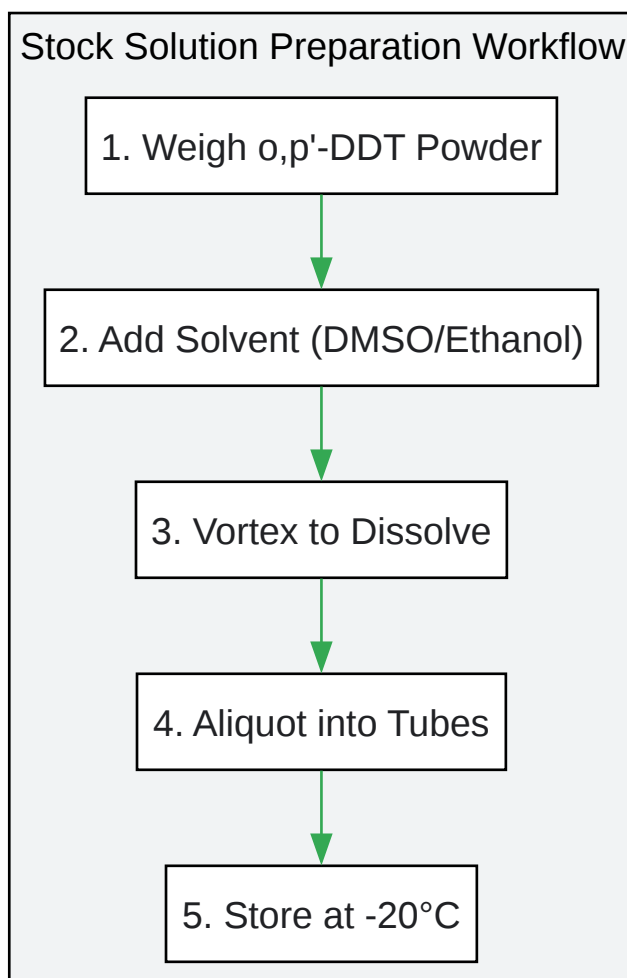 Stock Solution Preparation Workflow
1. Weigh o,p'-DDT Powder
2. Add Solvent (DMSO/Ethanol)
3. Vortex to Dissolve
4. Aliquot into Tubes
5. Store at -20°C